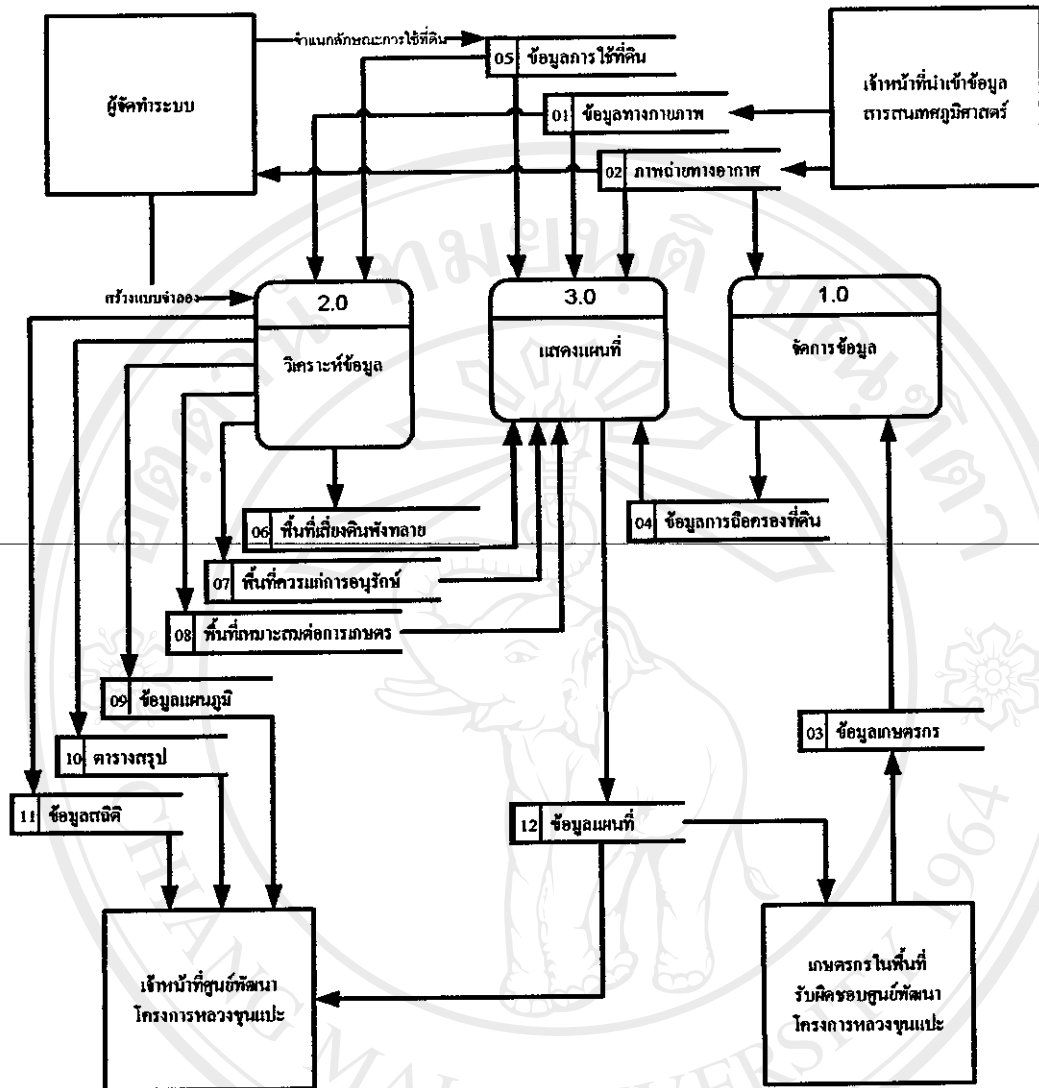 จำแนกลักษณะการใช้ที่ดิน
05 ข้อมูลการใช้ที่ดิน
ผู้จัดทำระบบ
เจ้าหน้าที่นำเข้าข้อมูล
สารสนเทศภูมิศาสตร์
01 ข้อมูลทางกายภาพ
02 ภาพถ่ายทางอากาศ
สร้างแบบจำลอง
2.0
วิเคราะห์ข้อมูล
3.0
แสดงแผนที่
1.0
จัดการข้อมูล
06 พื้นที่เสี่ยงดินพังทลาย
04 ข้อมูลการถือครองที่ดิน
07 พื้นที่ควรแก่การอนุรักษ์
08 พื้นที่เหมาะสมต่อการเกษตร
09 ข้อมูลแผนภูมิ
03 ข้อมูลเกษตรกร
10 ตารางสรุป
11 ข้อมูลสถิติ
12 ข้อมูลแผนที่
เจ้าหน้าที่ศูนย์พัฒนา
โครงการหลวงขุนแปะ
เกษตรกรในพื้นที่
รับผิดชอบศูนย์พัฒนา
โครงการหลวงขุนแปะ
CHIANG MAI UNIVERSITY 1964